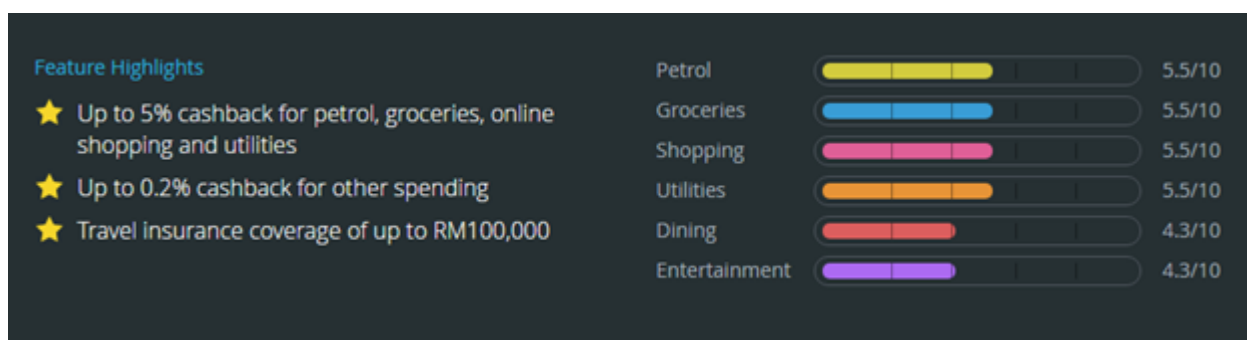 Feature Highlights
Up to 5% cashback for petrol, groceries, online
shopping and utilities
Up to 0.2% cashback for other spending
Travel insurance coverage of up to RM100,000
Petrol 5.5/10
Groceries 5.5/10
Shopping 5.5/10
Utilities 5.5/10
Dining 4.3/10
Entertainment 4.3/10